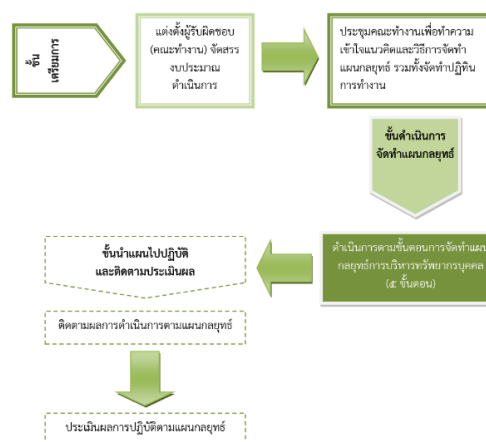 ขั้น
เตรียมการ
แต่งตั้งผู้รับผิดชอบ
(คณะทำงาน) จัดสรร
งบประมาณ
ดำเนินการ
ประชุมคณะทำงานเพื่อทำความ
เข้าใจแนวคิดและวิธีการจัดทำ
แผนกลยุทธ์ รวมทั้งจัดทำปฏิทิน
การทำงาน
ขั้นดำเนินการ
จัดทำแผนกลยุทธ์
ดำเนินการตามขั้นตอนการจัดทำแผน
กลยุทธ์การบริหารทรัพยากรบุคคล
(๕ ขั้นตอน)
ขั้นนำแผนไปปฏิบัติ
และติดตามประเมินผล
ติดตามผลการดำเนินการตามแผนกลยุทธ์
ประเมินผลการปฏิบัติตามแผนกลยุทธ์